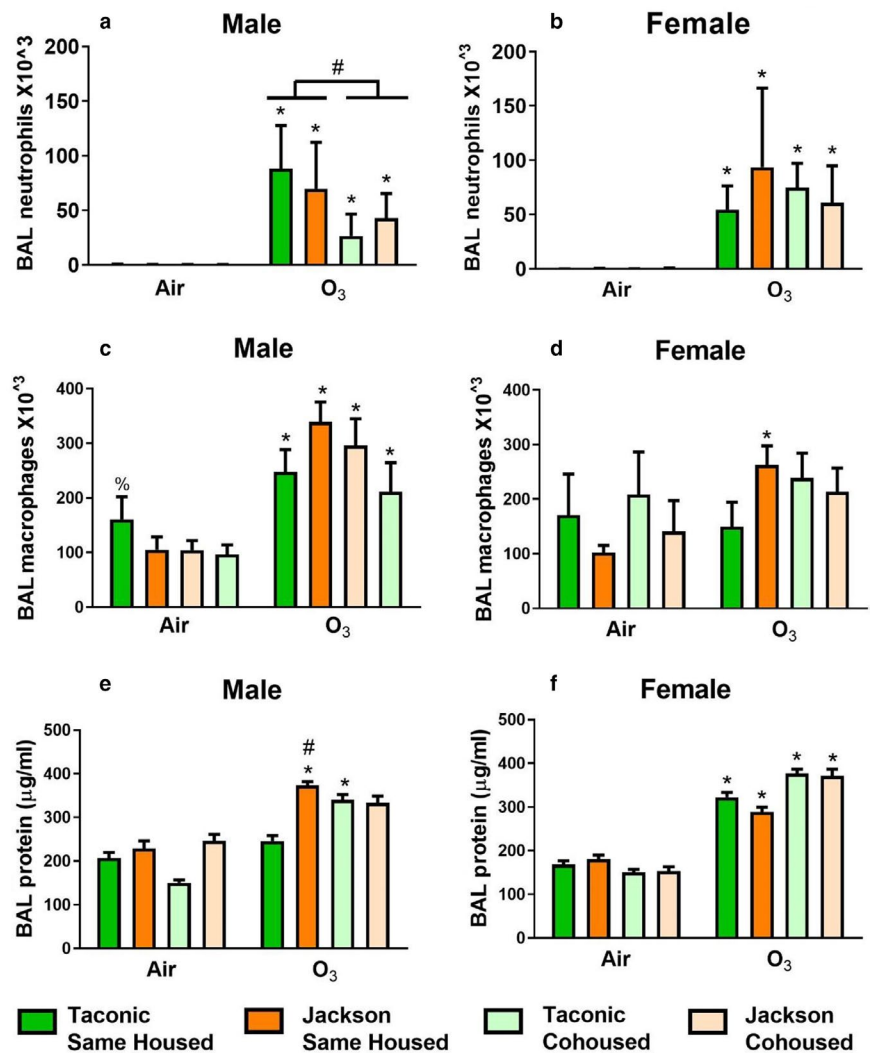 a
Male
BAL neutrophils X10^3
200
150
100
50
0
#
*
*
*
*
Air
O₃
b
Female
BAL neutrophils X10^3
200
150
100
50
0
*
*
*
*
Air
O₃
c
Male
BAL macrophages X10^3
400
300
200
100
0
%
*
*
*
*
Air
O₃
d
Female
BAL macrophages X10^3
400
300
200
100
0
*
Air
O₃
e
Male
BAL protein (μg/ml)
500
400
300
200
100
0
#
*
*
Air
O₃
f
Female
BAL protein (μg/ml)
500
400
300
200
100
0
*
*
*
*
Air
O₃
Taconic
Same Housed
Jackson
Same Housed
Taconic
Cohoused
Jackson
Cohoused